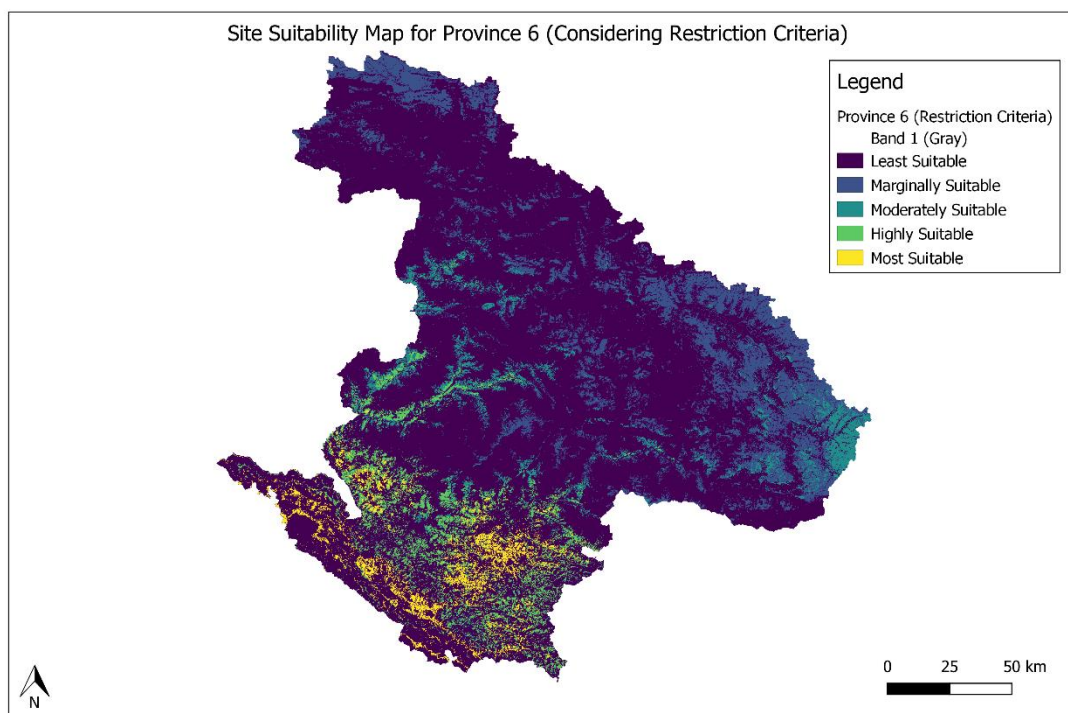 Site Suitability Map for Province 6 (Considering Restriction Criteria)
Legend
Province 6 (Restriction Criteria)
Band 1 (Gray)
Least Suitable
Marginally Suitable
Moderately Suitable
Highly Suitable
Most Suitable
0 25 50 km
N